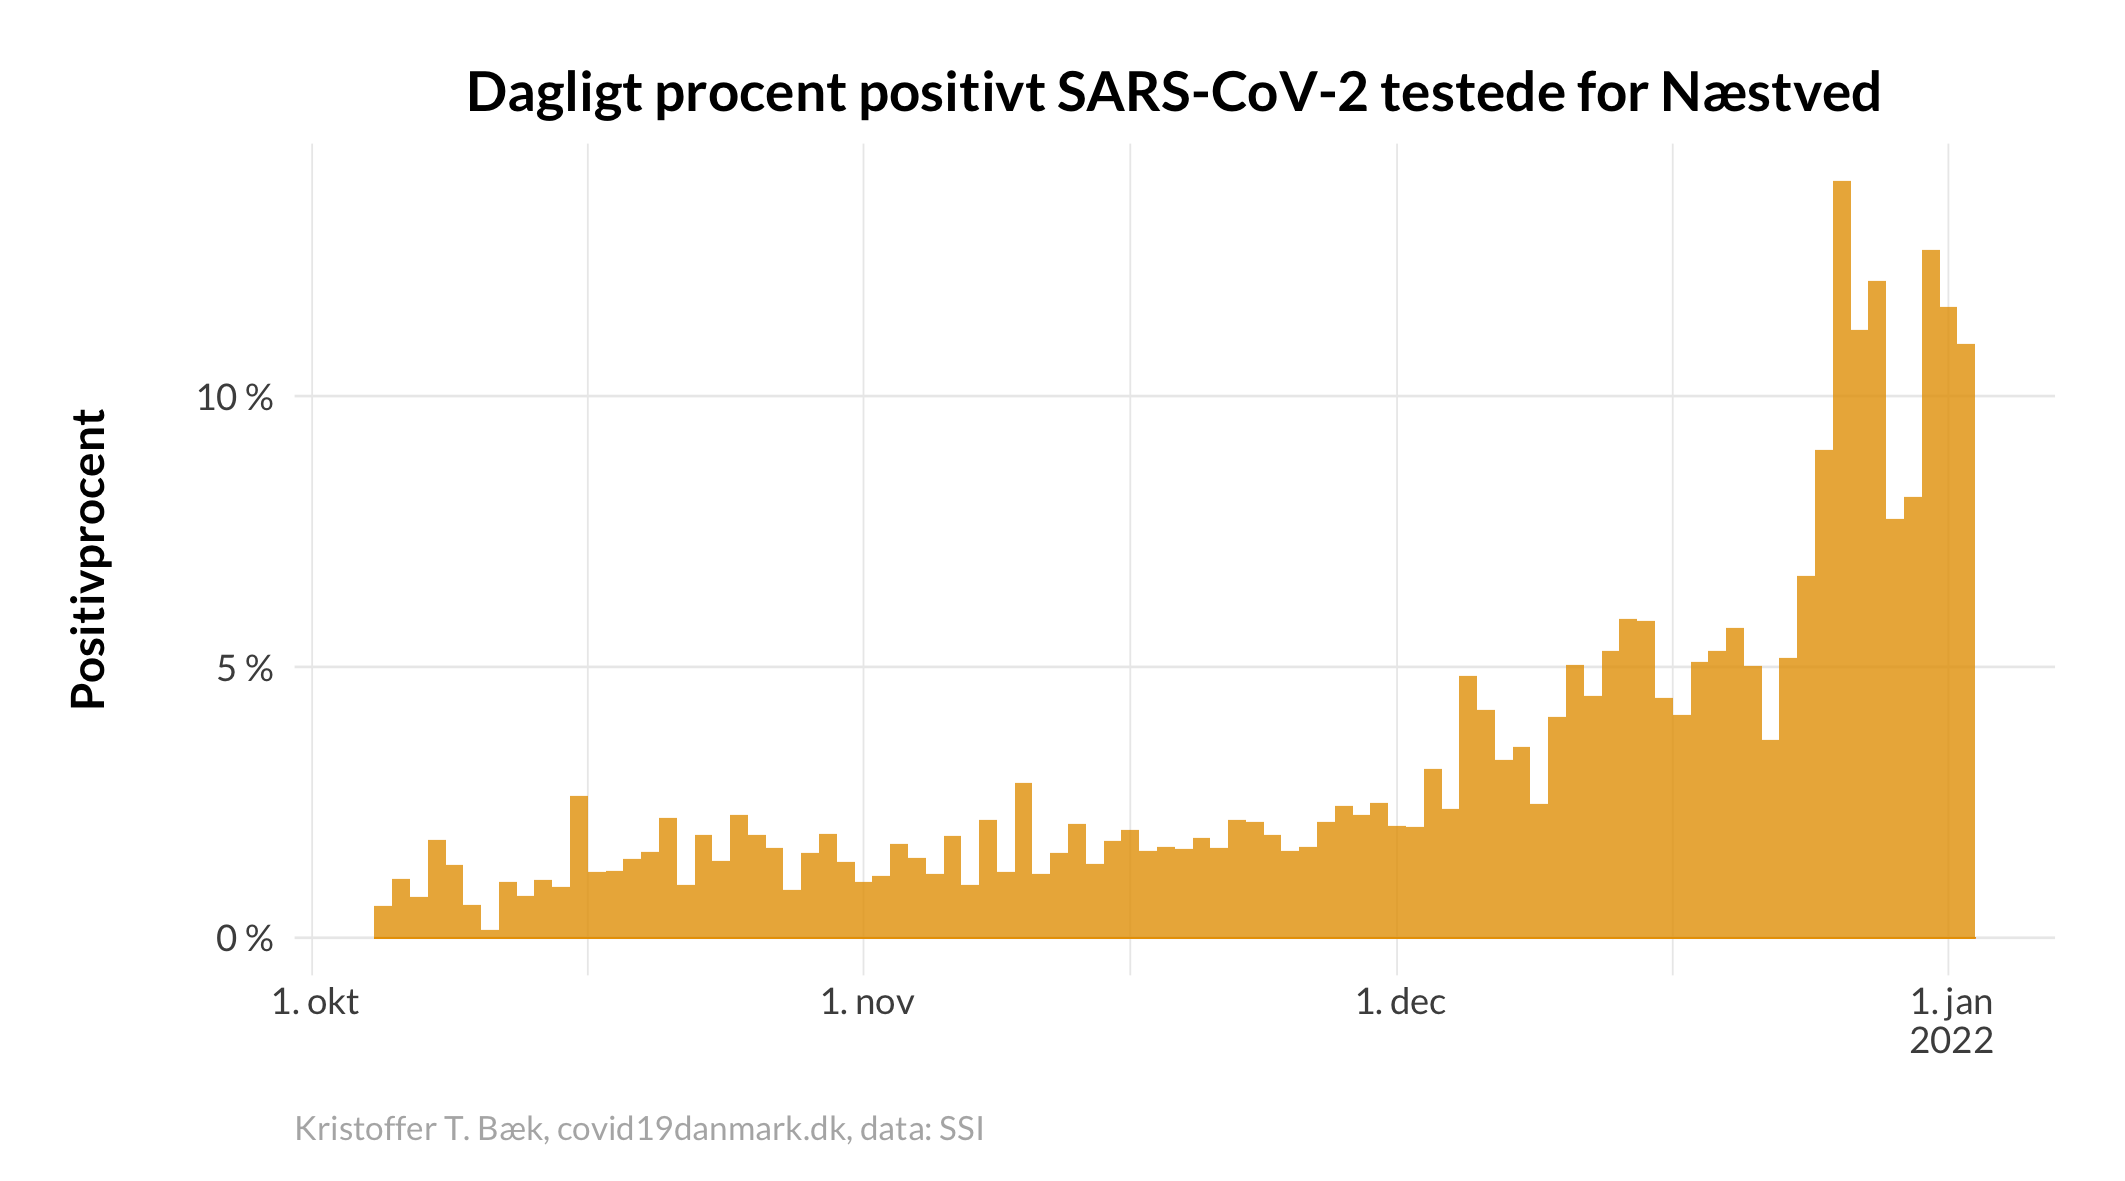 Dagligt procent positivt SARS-CoV-2 testede for Næstved
Positivprocent
10 %
5 %
0 %
1. okt
1. nov
1. dec
1. jan
2022
Kristoffer T. Bæk, covid19danmark.dk, data: SSI